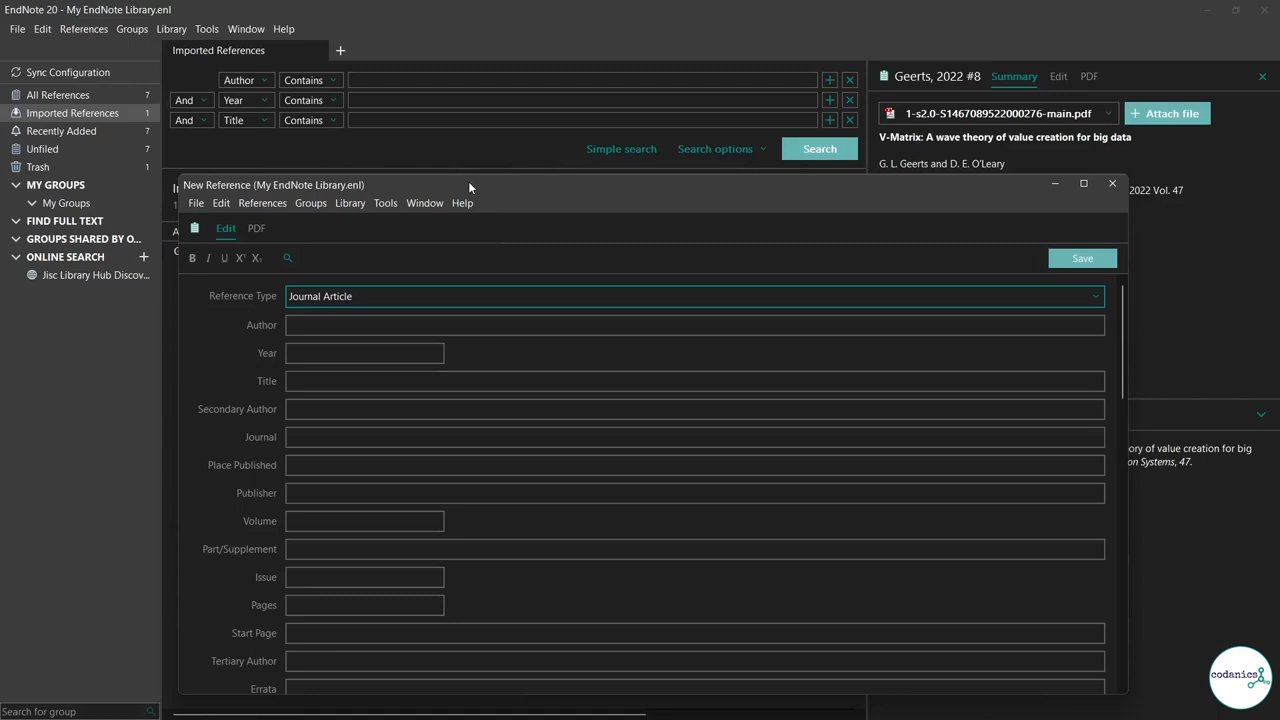 EndNote 20 - My EndNote Library.enl
File Edit References Groups Library Tools Window Help
Sync Configuration
All References 7
Imported References 1
Recently Added 7
Unfiled 7
Trash 1
MY GROUPS
My Groups
FIND FULL TEXT
GROUPS SHARED BY O...
ONLINE SEARCH +
Jisc Library Hub Discov...
Search for group
Imported References +
Author Contains
And Year Contains
And Title Contains
Simple search Search options Search
New Reference (My EndNote Library.enl)
File Edit References Groups Library Tools Window Help
Edit PDF
B I U X¹ X₁
Save
Reference Type Journal Article
Author
Year
Title
Secondary Author
Journal
Place Published
Publisher
Volume
Part/Supplement
Issue
Pages
Start Page
Tertiary Author
Errata
Geerts, 2022 #8 Summary Edit PDF
1-s2.0-S1467089522000276-main.pdf + Attach file
V-Matrix: A wave theory of value creation for big data
G. L. Geerts and D. E. O'Leary
2022 Vol. 47
ory of value creation for big
on Systems, 47.
codanics